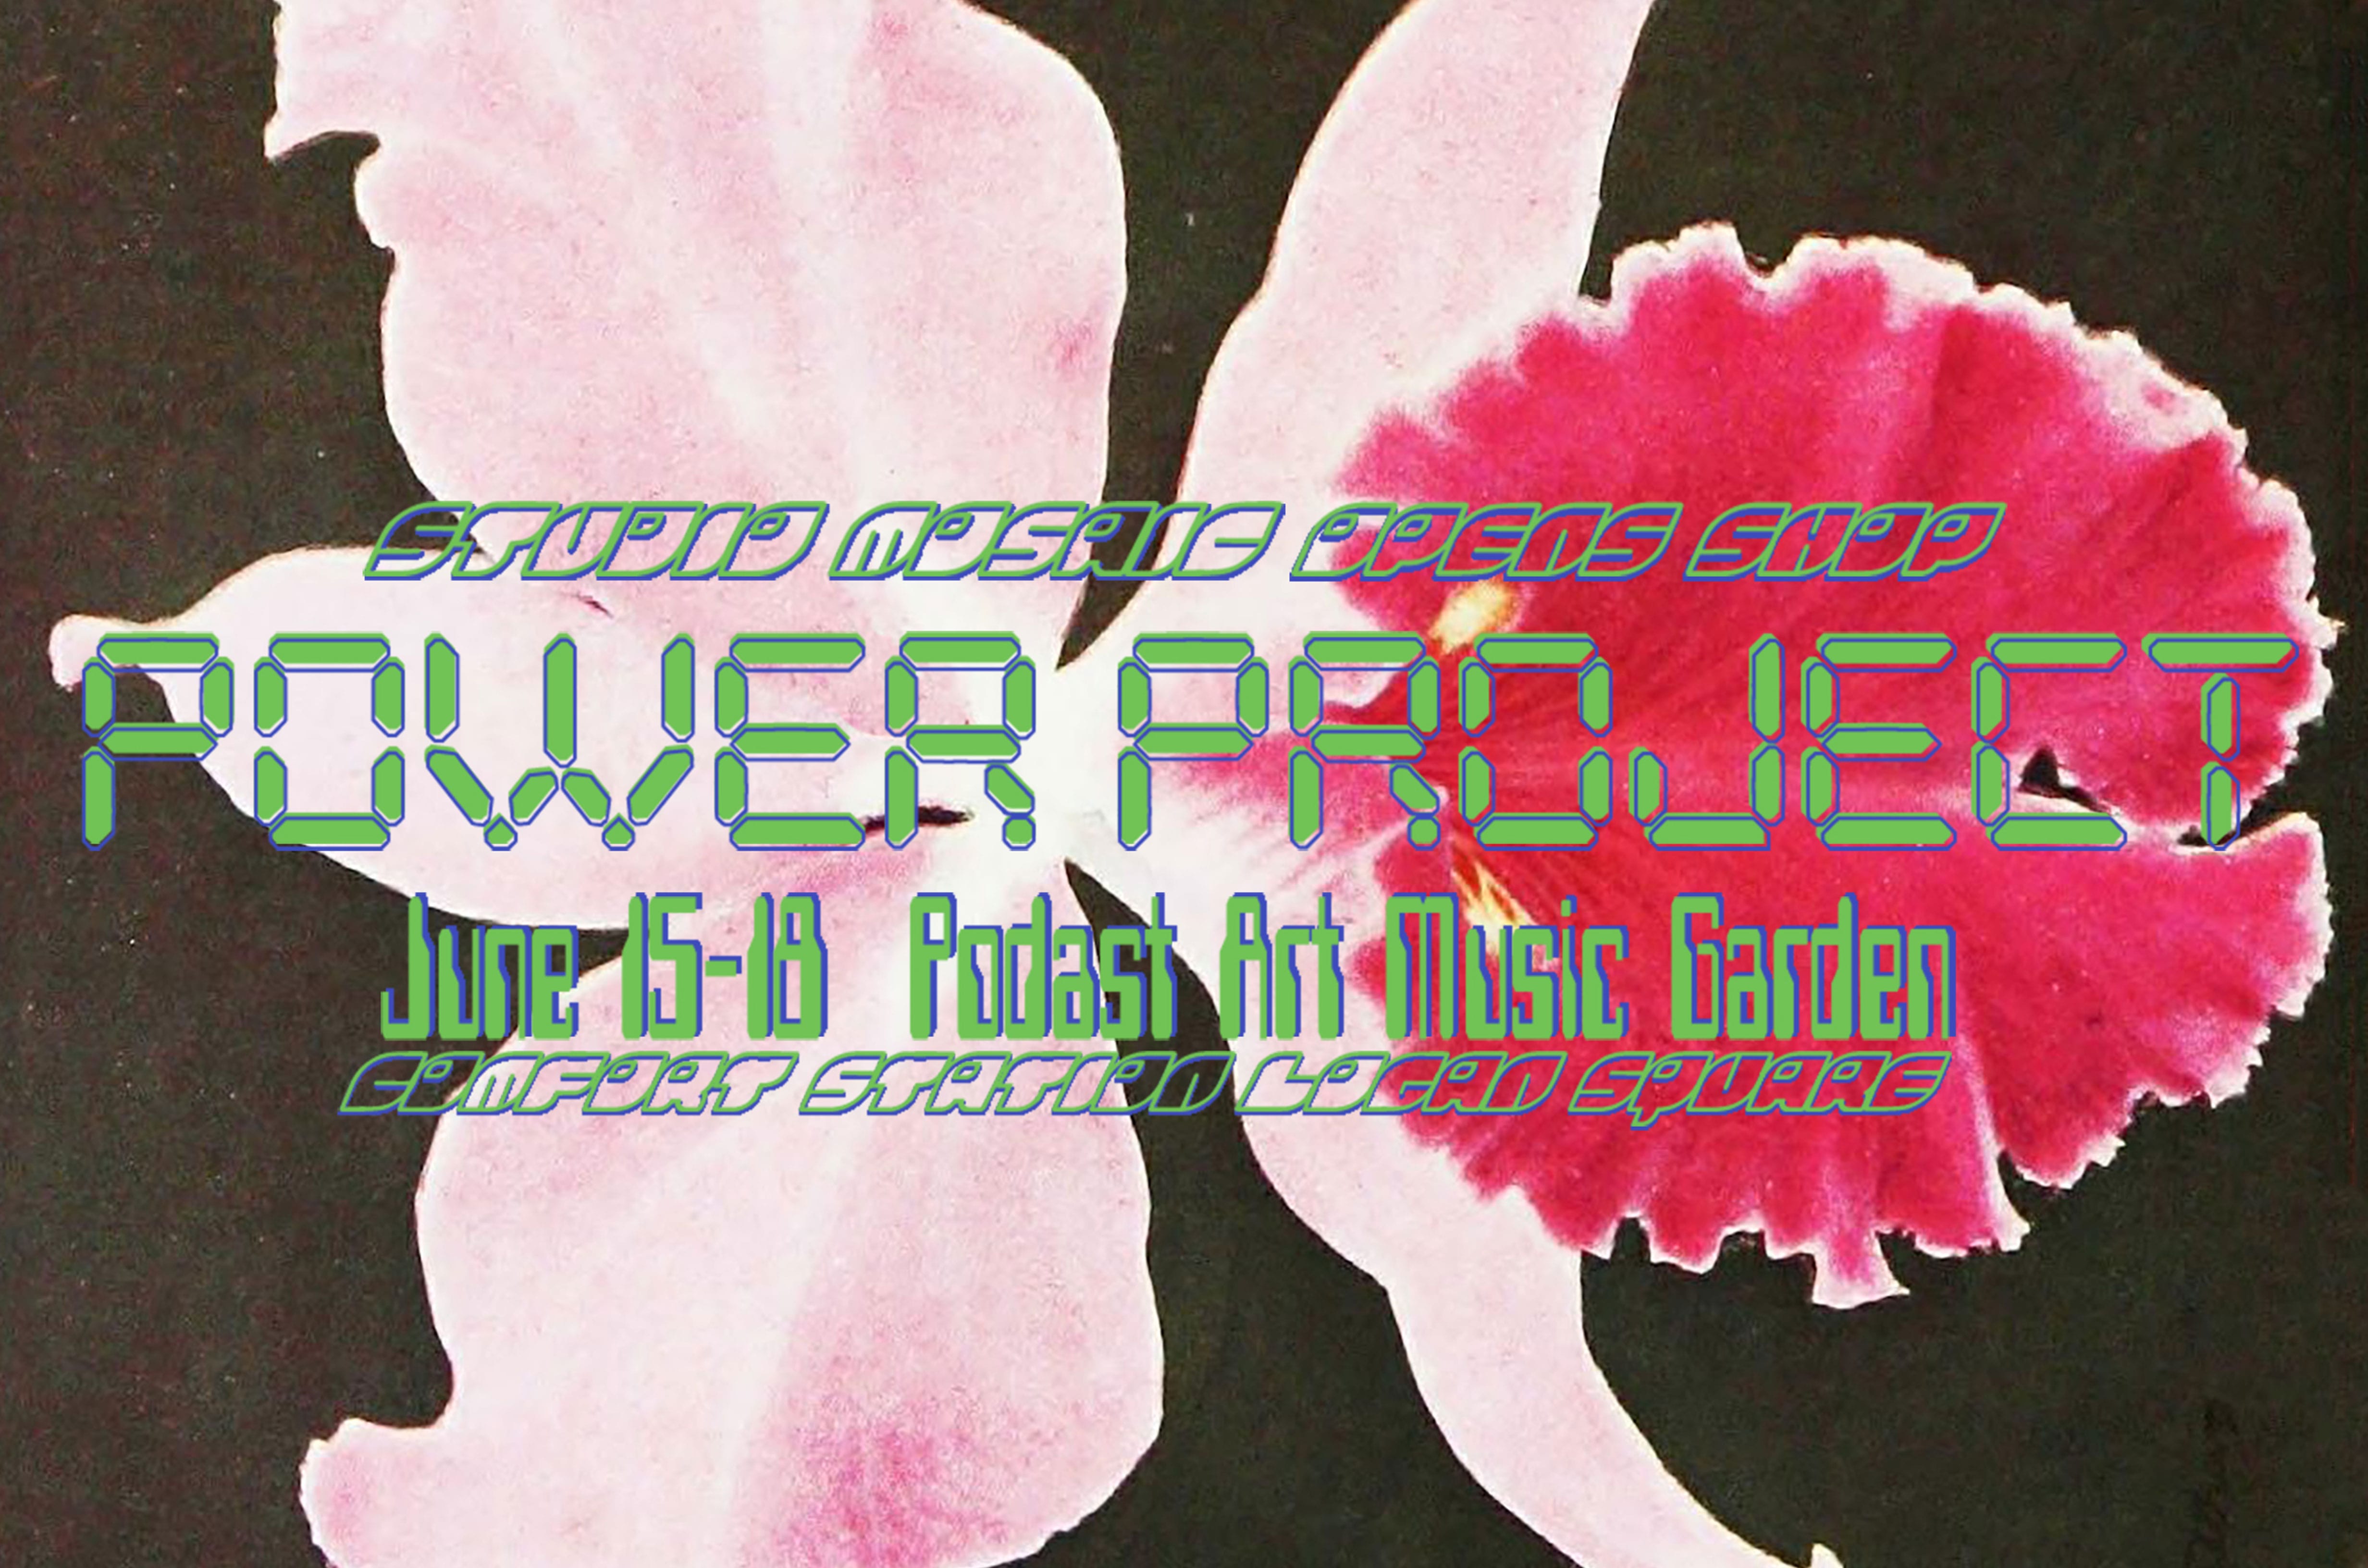 STUDIO MOSAIC OPENS SHOP
POWER PROJECT
June 15-18 Podast Art Music Garden
COMFORT STATION LOGAN SQUARE